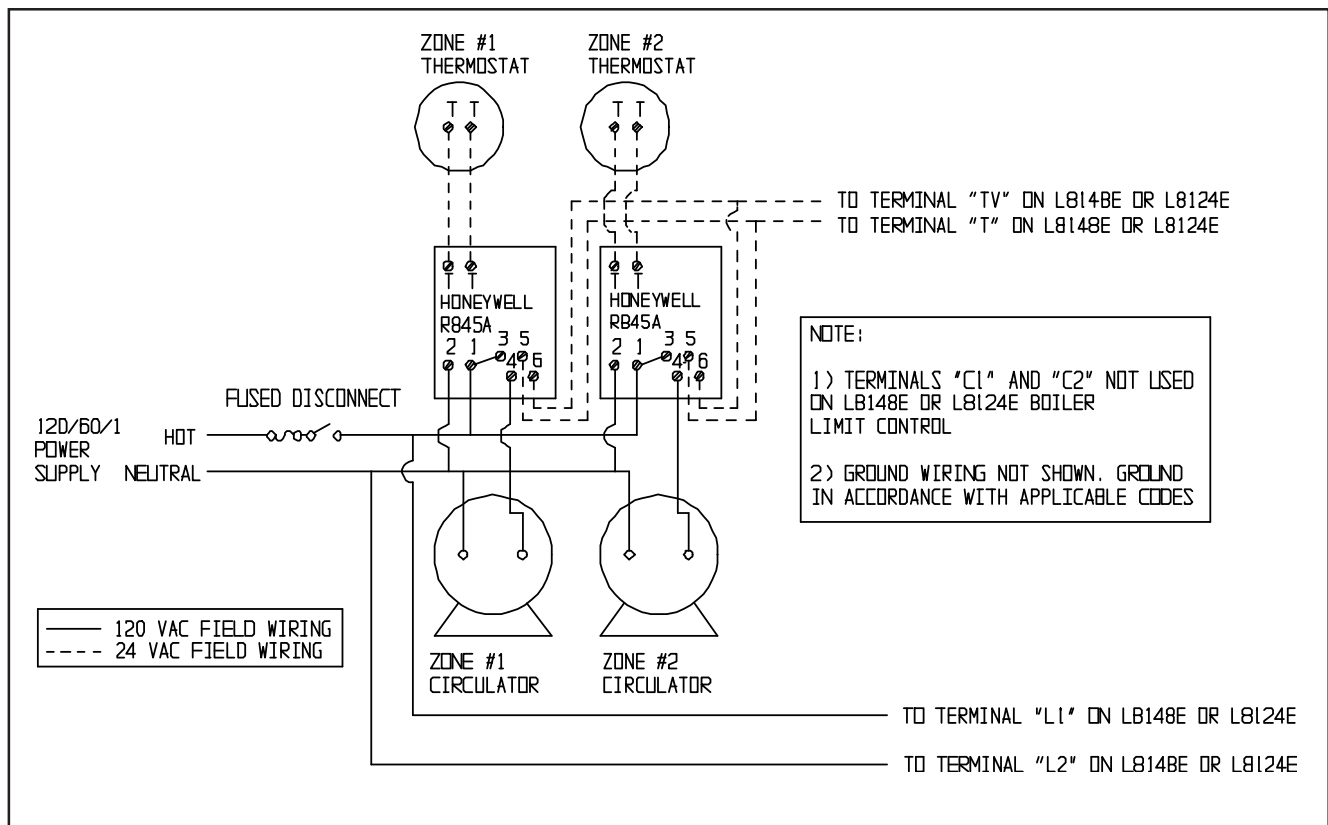 ZONE #1
THERMOSTAT
ZONE #2
THERMOSTAT
T T
T T
TO TERMINAL "TV" ON L814BE OR L8124E
TO TERMINAL "T" ON L8148E OR L8124E
T T
T T
HONEYWELL
R845A
HONEYWELL
RB45A
2 1 3 5
4 6
2 1 3 5
4 6
NOTE:
1) TERMINALS "C1" AND "C2" NOT USED
ON LB148E OR L8124E BOILER
LIMIT CONTROL
2) GROUND WIRING NOT SHOWN. GROUND
IN ACCORDANCE WITH APPLICABLE CODES
FUSED DISCONNECT
120/60/1
POWER
SUPPLY
HOT
NEUTRAL
120 VAC FIELD WIRING
24 VAC FIELD WIRING
ZONE #1
CIRCULATOR
ZONE #2
CIRCULATOR
TO TERMINAL "L1" ON LB148E OR L8124E
TO TERMINAL "L2" ON L814BE OR L8124E